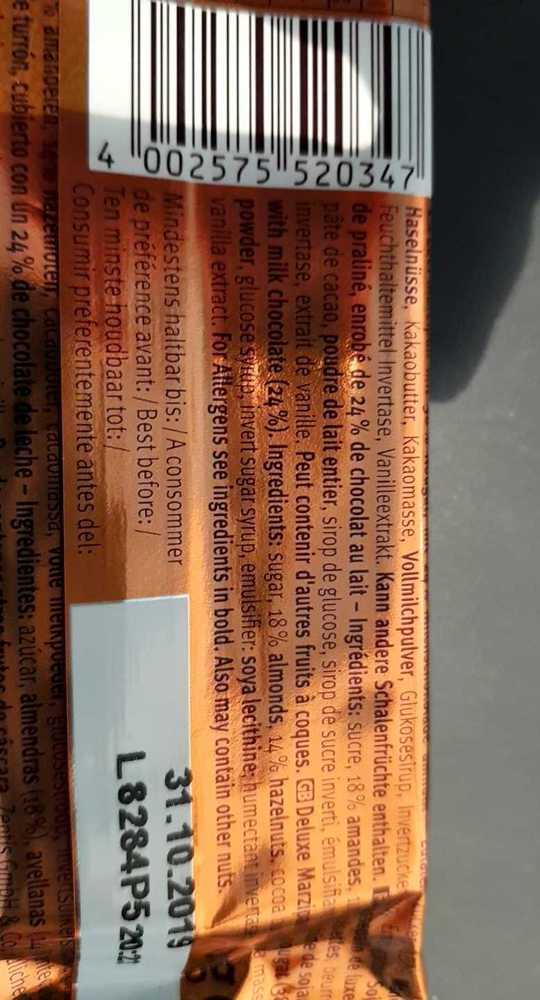 4 002575 520347
Haselnüsse, Kakaobutter, Kakaomasse, Vollmilchpulver, Glukosesirup,
Feuchthaltemittel Invertase, Vanilleextrakt. Kann andere Schalenfrüchte enthalten.
de praliné, enrobé de 24 % de chocolat au lait – Ingrédients: sucre, 18 % amandes,
pâte de cacao, poudre de lait entier, sirop de glucose, sirop de sucre inverti,
invertase, extrait de vanille. Peut contenir d'autres fruits à coques. GB Deluxe
with milk chocolate (24 %). Ingredients: sugar, 18 % almonds, 14 % hazelnuts, cocoa
powder, glucose syrup, invert sugar syrup, emulsifier: soya lecithine; humectant
vanilla extract. For Allergens see ingredients in bold. Also may contain other nuts.
Mindestens haltbar bis: / A consommer
de préférence avant: / Best before: /
Ten minste houdbaar tot: /
Consumir preferentemente antes del:
31.10.2019
L8284P5 20:21
turrón, cubierto con un 24 % de chocolate de leche – Ingredientes: azúcar, almendras (18 %), avellanas